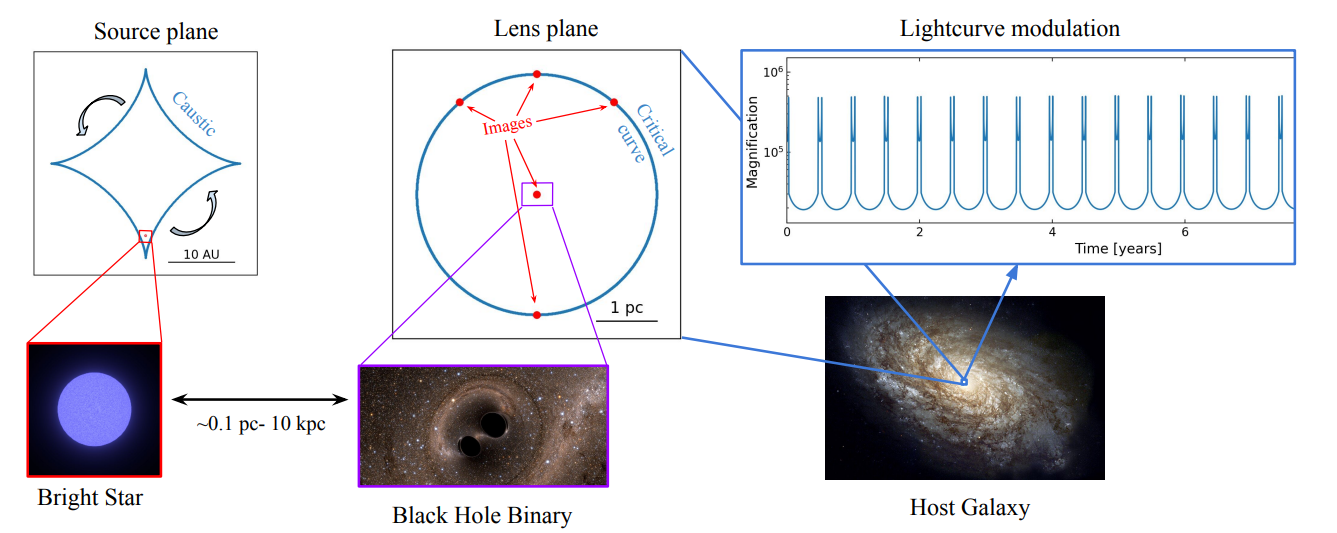 Source plane
Caustic
10 AU
~0.1 pc- 10 kpc
Bright Star
Lens plane
Images
Critical
curve
1 pc
Black Hole Binary
Lightcurve modulation
Magnification
10⁶
10⁵
0 2 4 6
Time [years]
Host Galaxy